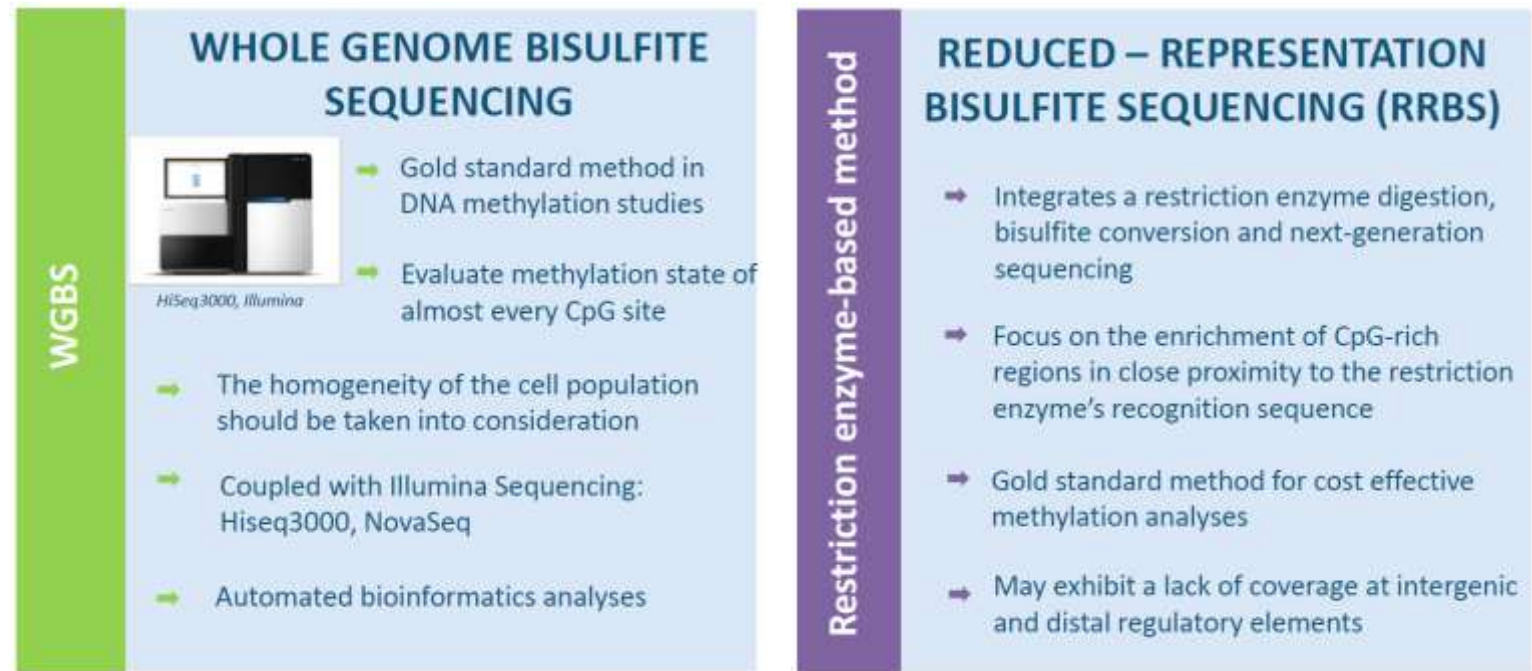 WGBS
WHOLE GENOME BISULFITE
SEQUENCING
HiSeq3000, Illumina
Gold standard method in
DNA methylation studies
Evaluate methylation state of
almost every CpG site
The homogeneity of the cell population
should be taken into consideration
Coupled with Illumina Sequencing:
Hiseq3000, NovaSeq
Automated bioinformatics analyses
Restriction enzyme-based method
REDUCED – REPRESENTATION
BISULFITE SEQUENCING (RRBS)
Integrates a restriction enzyme digestion,
bisulfite conversion and next-generation
sequencing
Focus on the enrichment of CpG-rich
regions in close proximity to the restriction
enzyme's recognition sequence
Gold standard method for cost effective
methylation analyses
May exhibit a lack of coverage at intergenic
and distal regulatory elements